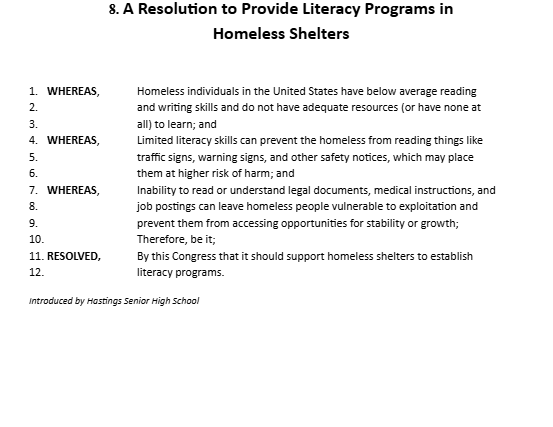 8. A Resolution to Provide Literacy Programs in
Homeless Shelters
1. WHEREAS, Homeless individuals in the United States have below average reading
2. and writing skills and do not have adequate resources (or have none at
3. all) to learn; and
4. WHEREAS, Limited literacy skills can prevent the homeless from reading things like
5. traffic signs, warning signs, and other safety notices, which may place
6. them at higher risk of harm; and
7. WHEREAS, Inability to read or understand legal documents, medical instructions, and
8. job postings can leave homeless people vulnerable to exploitation and
9. prevent them from accessing opportunities for stability or growth;
10. Therefore, be it;
11. RESOLVED, By this Congress that it should support homeless shelters to establish
12. literacy programs.
Introduced by Hastings Senior High School